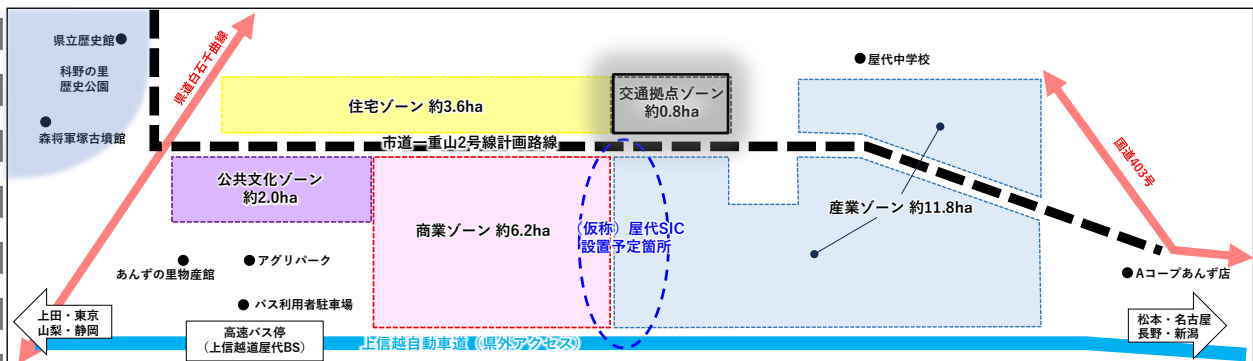 県立歴史館
科野の里
歴史公園
森将軍塚古墳館
県道白石千曲線
住宅ゾーン 約3.6ha
交通拠点ゾーン
約0.8ha
屋代中学校
市道一重山2号線計画路線
国道403号
公共文化ゾーン
約2.0ha
商業ゾーン 約6.2ha
（仮称）屋代SIC
設置予定箇所
産業ゾーン 約11.8ha
あんずの里物産館
アグリパーク
バス利用者駐車場
Aコープあんず店
上田・東京
山梨・静岡
高速バス停
（上信越道屋代BS）
上信越自動車道（県外アクセス）
松本・名古屋
長野・新潟